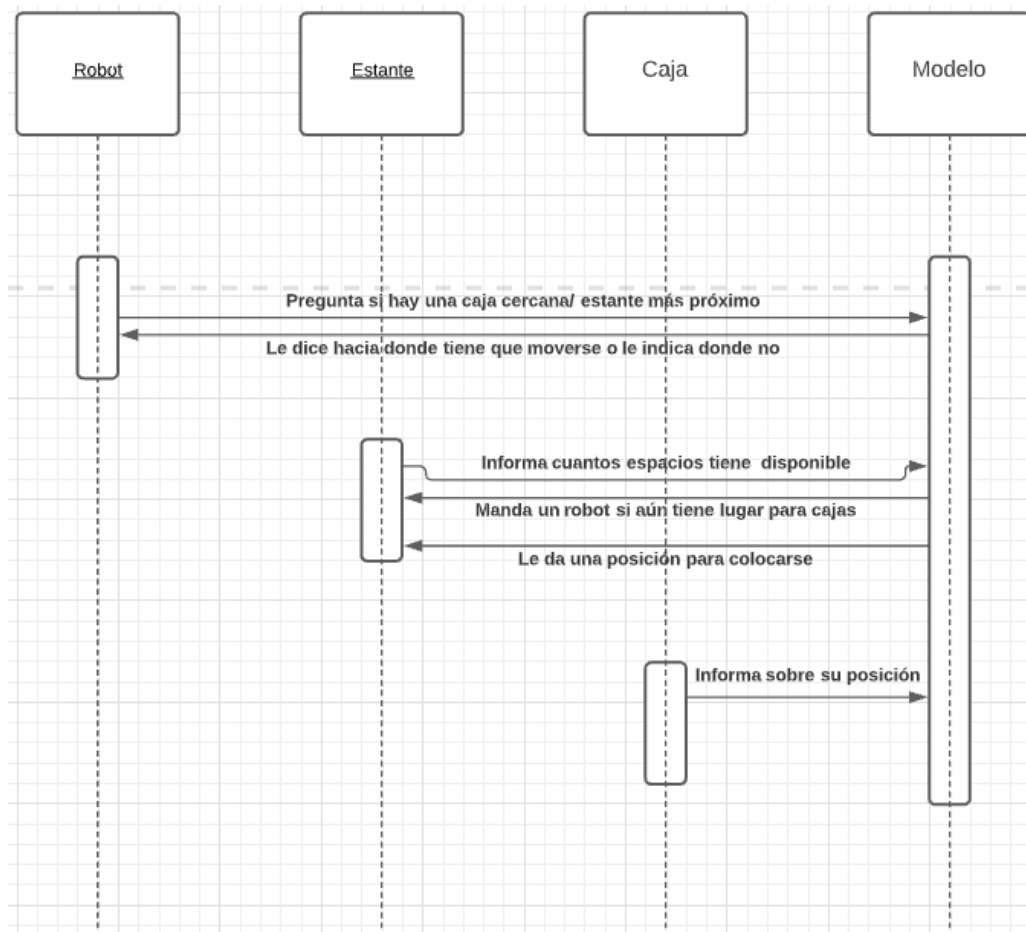 Robot
Estante
Caja
Modelo
Pregunta si hay una caja cercana/ estante más próximo
Le dice hacia donde tiene que moverse o le indica donde no
Informa cuantos espacios tiene disponible
Manda un robot si aún tiene lugar para cajas
Le da una posición para colocarse
Informa sobre su posición